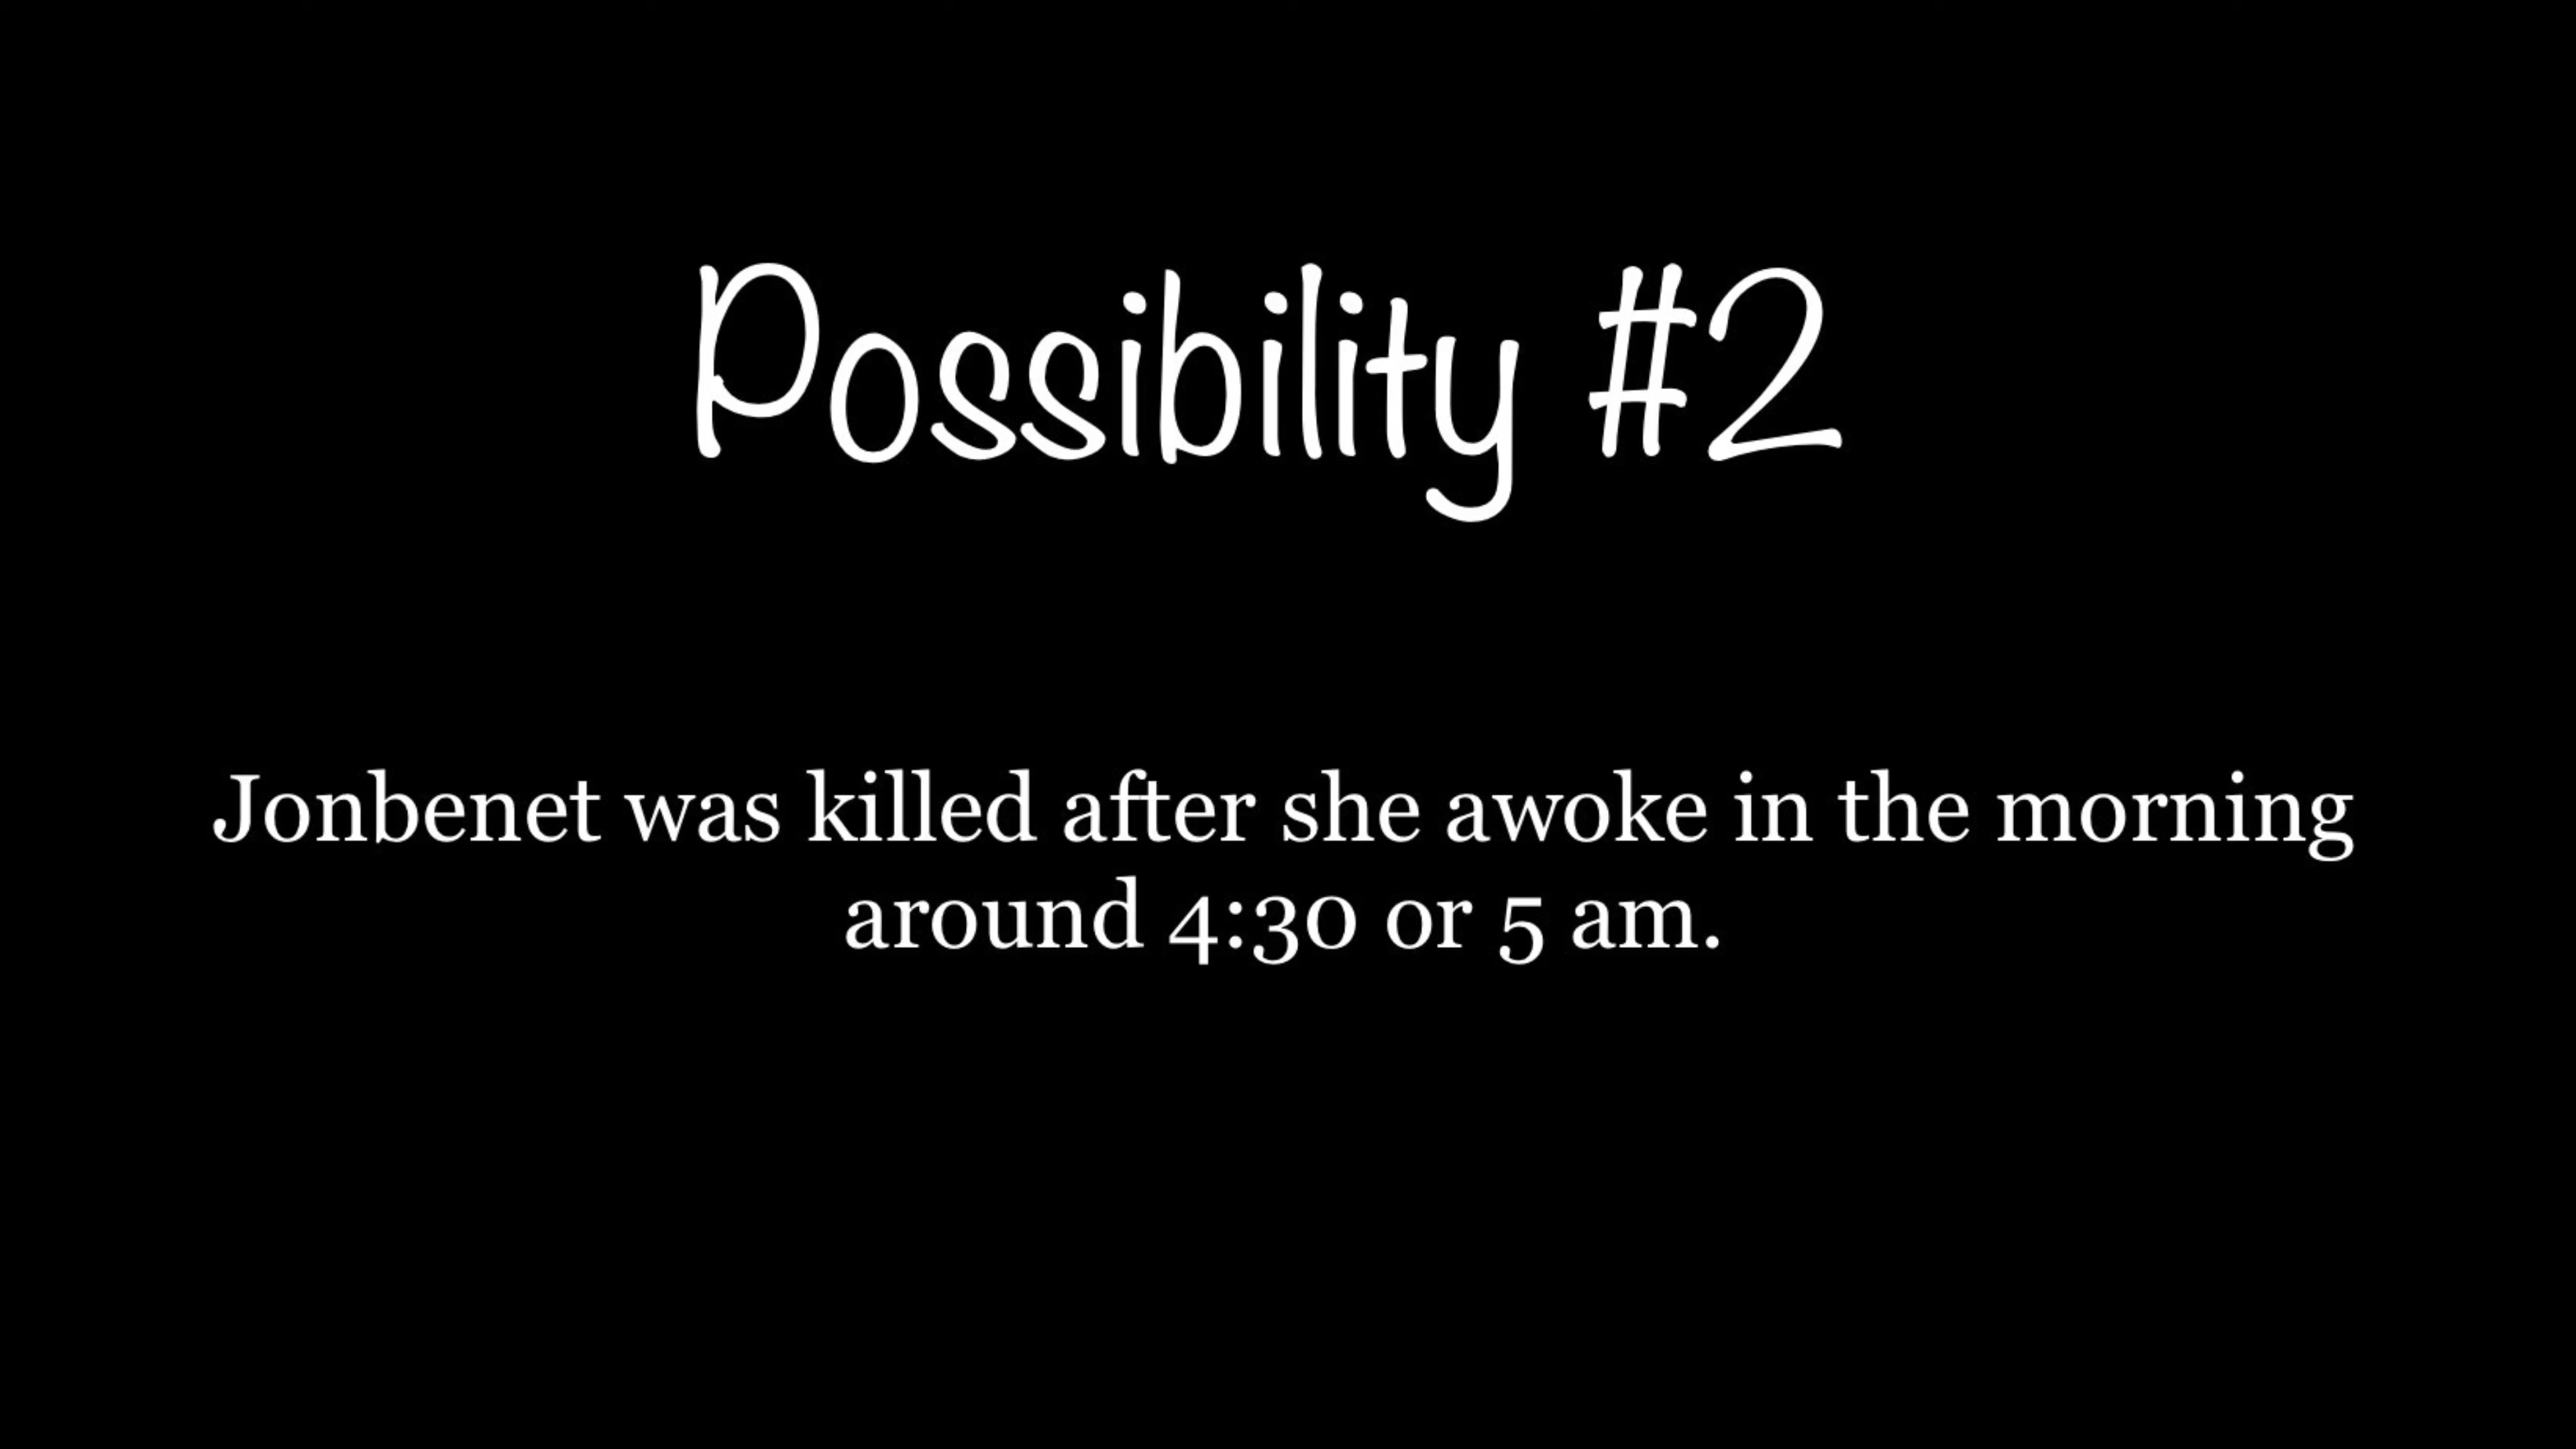 Possibility #2
Jonbenet was killed after she awoke in the morning
around 4:30 or 5 am.